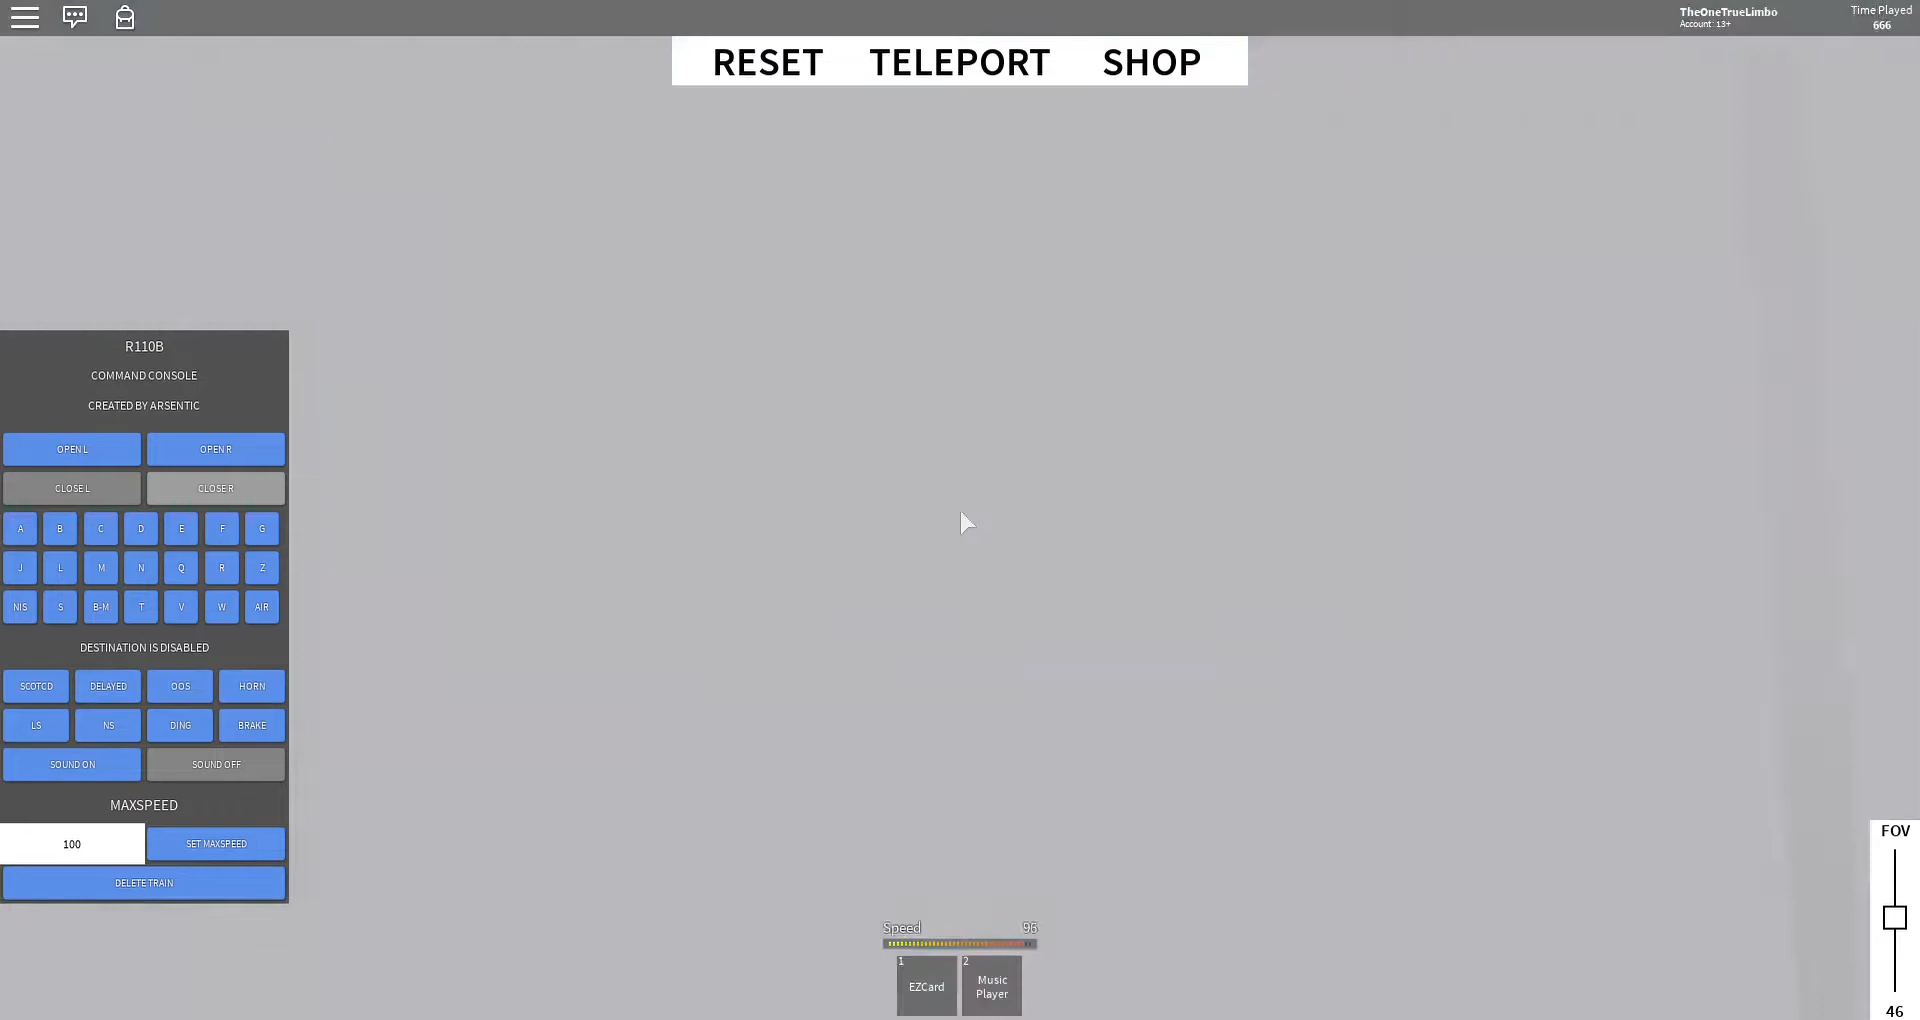 TheOneTrueLimbo
Account: 13+
Time Played
666
RESET TELEPORT SHOP
R110B
COMMAND CONSOLE
CREATED BY ARSENTIC
OPEN L OPEN R
CLOSE L CLOSE R
A B C D E F G
J L M N Q R Z
NIS S B-M T V W AIR
DESTINATION IS DISABLED
SCOTCD DELAYED OOS HORN
LS NS DING BRAKE
SOUND ON SOUND OFF
MAXSPEED
100 SET MAXSPEED
DELETE TRAIN
Speed 96
1 2
EZCard Music
Player
FOV
46